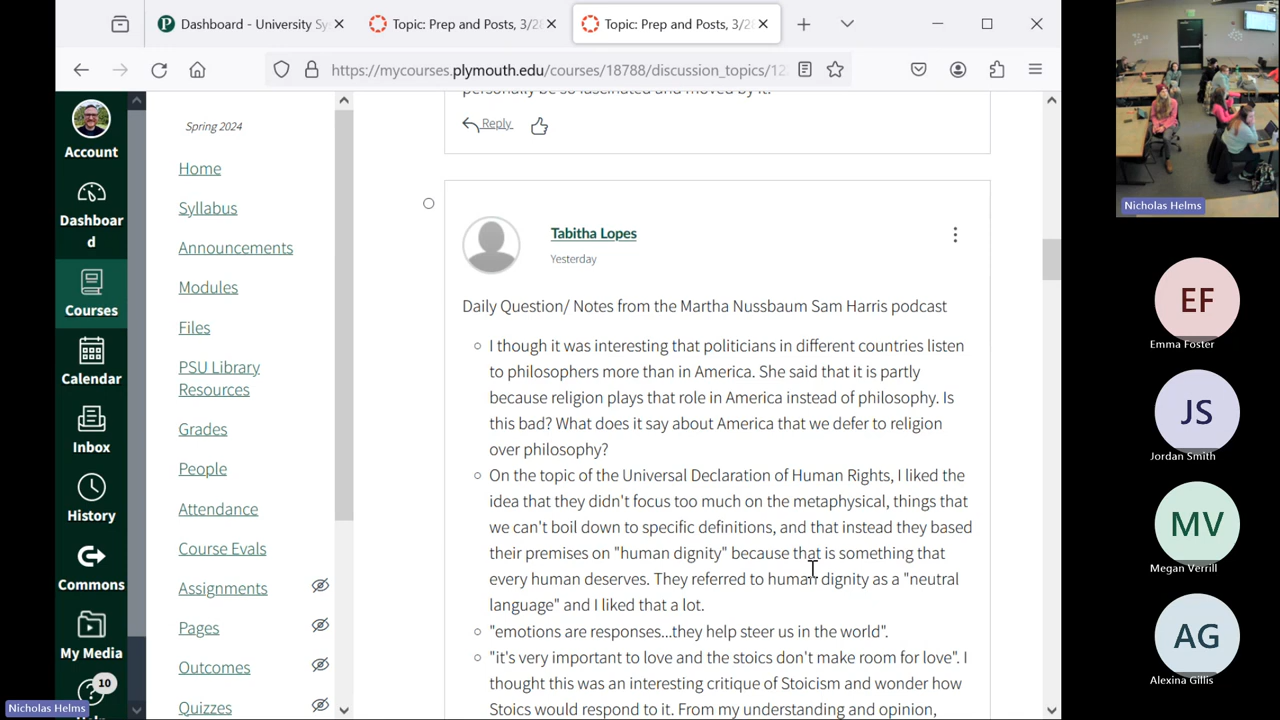 Dashboard - University Sy
Topic: Prep and Posts, 3/28
Topic: Prep and Posts, 3/28
https://mycourses.plymouth.edu/courses/18788/discussion_topics/12
Account
Dashboar
d
Courses
Calendar
Inbox
History
Commons
My Media
10
Help
Nicholas Helms
Spring 2024
Home
Syllabus
Announcements
Modules
Files
PSU Library
Resources
Grades
People
Attendance
Course Evals
Assignments
Pages
Outcomes
Quizzes
personally be so fascinated and moved by it.
Reply
Tabitha Lopes
Yesterday
Daily Question/ Notes from the Martha Nussbaum Sam Harris podcast
I though it was interesting that politicians in different countries listen
to philosophers more than in America. She said that it is partly
because religion plays that role in America instead of philosophy. Is
this bad? What does it say about America that we defer to religion
over philosophy?
On the topic of the Universal Declaration of Human Rights, I liked the
idea that they didn't focus too much on the metaphysical, things that
we can't boil down to specific definitions, and that instead they based
their premises on "human dignity" because that is something that
every human deserves. They referred to human dignity as a "neutral
language" and I liked that a lot.
"emotions are responses...they help steer us in the world".
"it's very important to love and the stoics don't make room for love". I
thought this was an interesting critique of Stoicism and wonder how
Stoics would respond to it. From my understanding and opinion,
Nicholas Helms
EF
Emma Foster
JS
Jordan Smith
MV
Megan Verrill
AG
Alexina Gillis